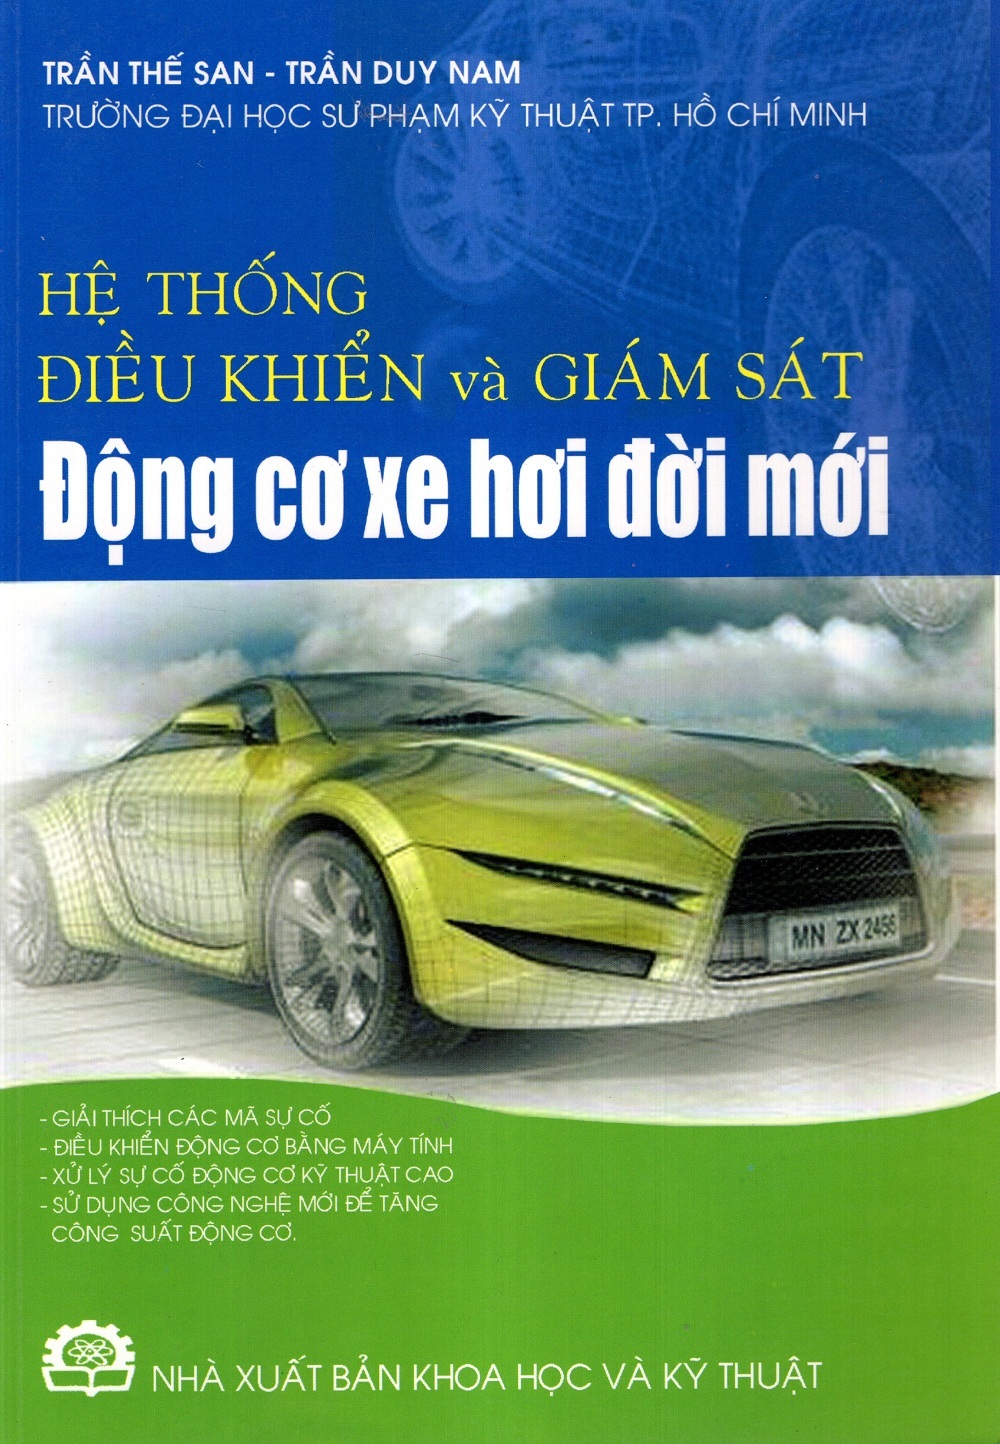 TRẦN THẾ SAN - TRẦN DUY NAM
TRƯỜNG ĐẠI HỌC SƯ PHẠM KỸ THUẬT TP. HỒ CHÍ MINH
HỆ THỐNG
ĐIỀU KHIỂN và GIÁM SÁT
Động cơ xe hơi đời mới
MN ZX 2456
- GIẢI THÍCH CÁC MÃ SỰ CỐ
- ĐIỀU KHIỂN ĐỘNG CƠ BẰNG MÁY TÍNH
- XỬ LÝ SỰ CỐ ĐỘNG CƠ KỸ THUẬT CAO
- SỬ DỤNG CÔNG NGHỆ MỚI ĐỂ TĂNG
CÔNG SUẤT ĐỘNG CƠ.
NHÀ XUẤT BẢN KHOA HỌC VÀ KỸ THUẬT